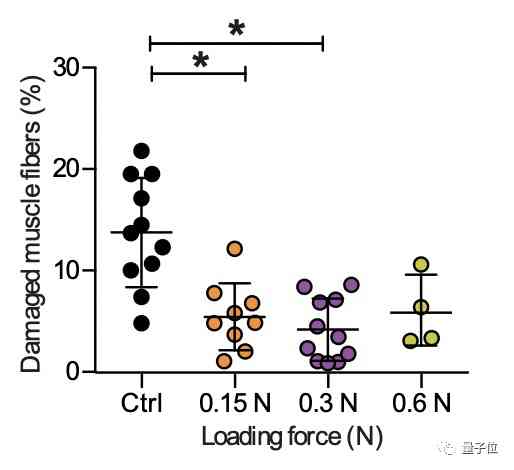 *
*
30
20
10
0
Damaged muscle fibers (%)
Ctrl 0.15 N 0.3 N 0.6 N
Loading force (N)
量子位